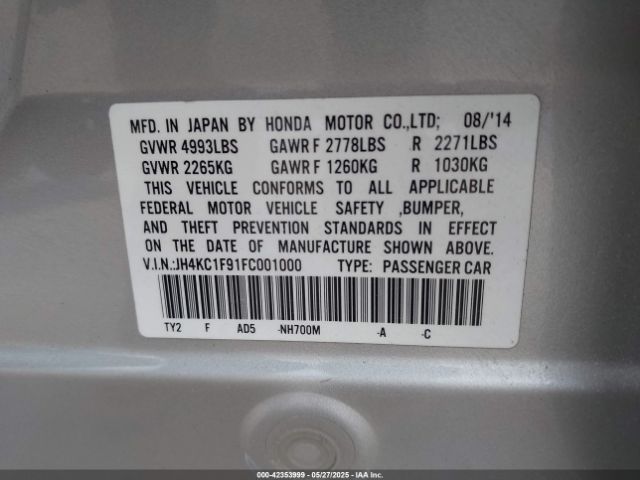 MFD. IN JAPAN BY HONDA MOTOR CO.,LTD; 08/'14
GVWR 4993LBS GAWR F 2778LBS R 2271LBS
GVWR 2265KG GAWR F 1260KG R 1030KG
THIS VEHICLE CONFORMS TO ALL APPLICABLE
FEDERAL MOTOR VEHICLE SAFETY ,BUMPER,
AND THEFT PREVENTION STANDARDS IN EFFECT
ON THE DATE OF MANUFACTURE SHOWN ABOVE.
V.I.N.:JH4KC1F91FC001000 TYPE: PASSENGER CAR
TY2 F AD5 -NH700M -A -C
000-42353999 - 05/27/2025 - IAAI.COM